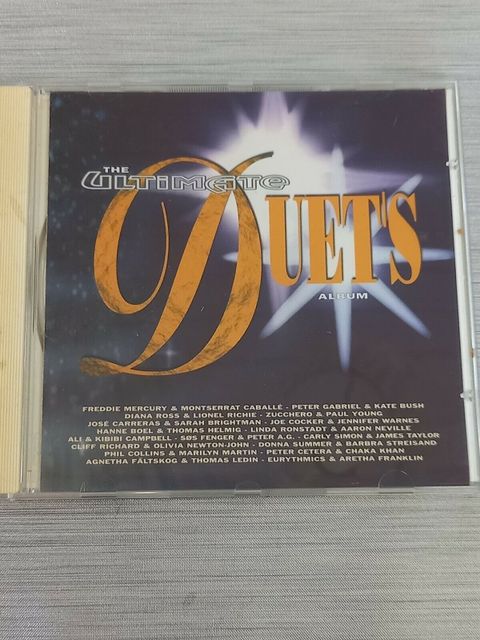 THE
ULTIMATE
DUET'S
ALBUM
FREDDIE MERCURY & MONTSERRAT CABALLÉ - PETER GABRIEL & KATE BUSH
DIANA ROSS & LIONEL RICHIE - ZUCCHERO & PAUL YOUNG
JOSÉ CARRERAS & SARAH BRIGHTMAN - JOE COCKER & JENNIFER WARNES
HANNE BOEL & THOMAS HELMIG - LINDA RONSTADT & AARON NEVILLE
ALI & KIBIBI CAMPBELL - SØS FENGER & PETER A.G. - CARLY SIMON & JAMES TAYLOR
CLIFF RICHARD & OLIVIA NEWTON-JOHN - DONNA SUMMER & BARBRA STREISAND
PHIL COLLINS & MARILYN MARTIN - PETER CETERA & CHAKA KHAN
AGNETHA FÄLTSKOG & THOMAS LEDIN - EURYTHMICS & ARETHA FRANKLIN